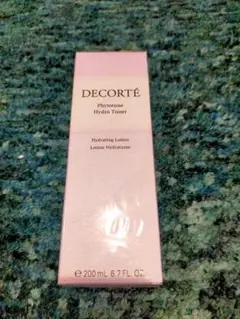 DECORTÉ
Phytotune
Hydro Tuner
Hydrating Lotion
Lotion Hydratante
℮ 200 mL 6.7 FL. OZ.